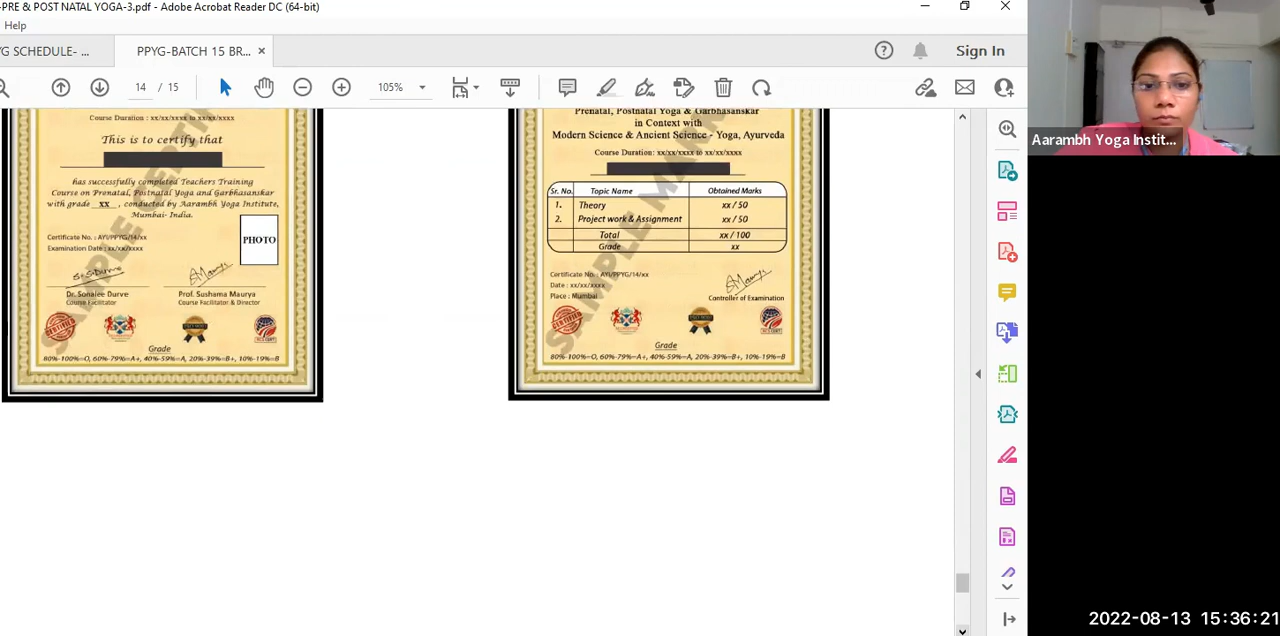 -PRE & POST NATAL YOGA-3.pdf - Adobe Acrobat Reader DC (64-bit)
Help
G SCHEDULE- ...
PPYG-BATCH 15 BR... ×
Sign In
14 / 15
105%
Course Duration : xx/xx/xxxx to xx/xx/xxxx
This is to certify that
has successfully completed Teachers Training
Course on Prenatal, Postnatal Yoga and Garbhasanskar
with grade xx , conducted by Aarambh Yoga Institute,
Mumbai- India.
Certificate No. : AYI/PPYG/14/xx
Examination Date : xx/xx/xxxx
PHOTO
Dr. Sonalee Durve
Course Facilitator
Prof. Sushama Maurya
Course Facilitator & Director
CERTIFIED
Grade
80%-100%=O, 60%-79%=A+, 40%-59%=A, 20%-39%=B+, 10%-19%=B
SAMPLE CERTI
Prenatal, Postnatal Yoga & Garbhasanskar
in Context with
Modern Science & Ancient Science - Yoga, Ayurveda
Course Duration: xx/xx/xxxx to xx/xx/xxxx
Sr. No. Topic Name Obtained Marks
1. Theory xx / 50
2. Project work & Assignment xx / 50
Total xx / 100
Grade xx
Certificate No. : AYI/PPYG/14/xx
Date : xx/xx/xxxx
Place : Mumbai
Controller of Examination
CERTIFIED
Grade
80%-100%=O, 60%-79%=A+, 40%-59%=A, 20%-39%=B+, 10%-19%=B
SAMPLE MARK
Aarambh Yoga Instit...
2022-08-13 15:36:21